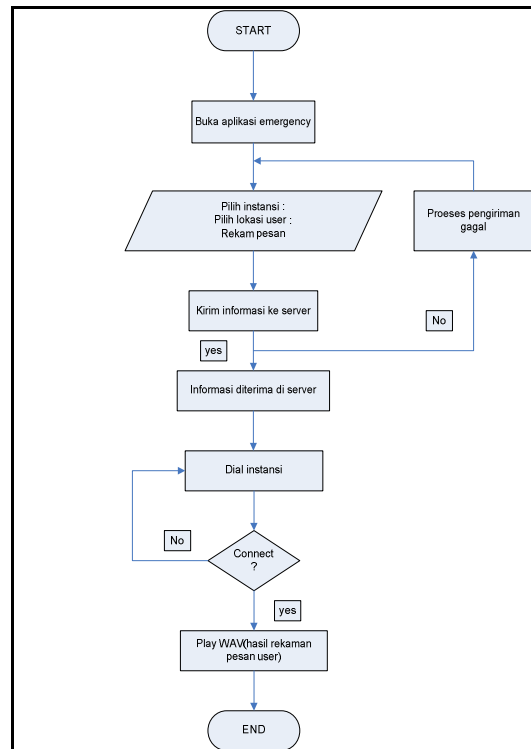 START
Buka aplikasi emergency
Pilih instansi :
Pilih lokasi user :
Rekam pesan
Proeses pengiriman
gagal
Kirim informasi ke server
No
yes
Informasi diterima di server
Dial instansi
No
Connect
?
yes
Play WAV(hasil rekaman
pesan user)
END